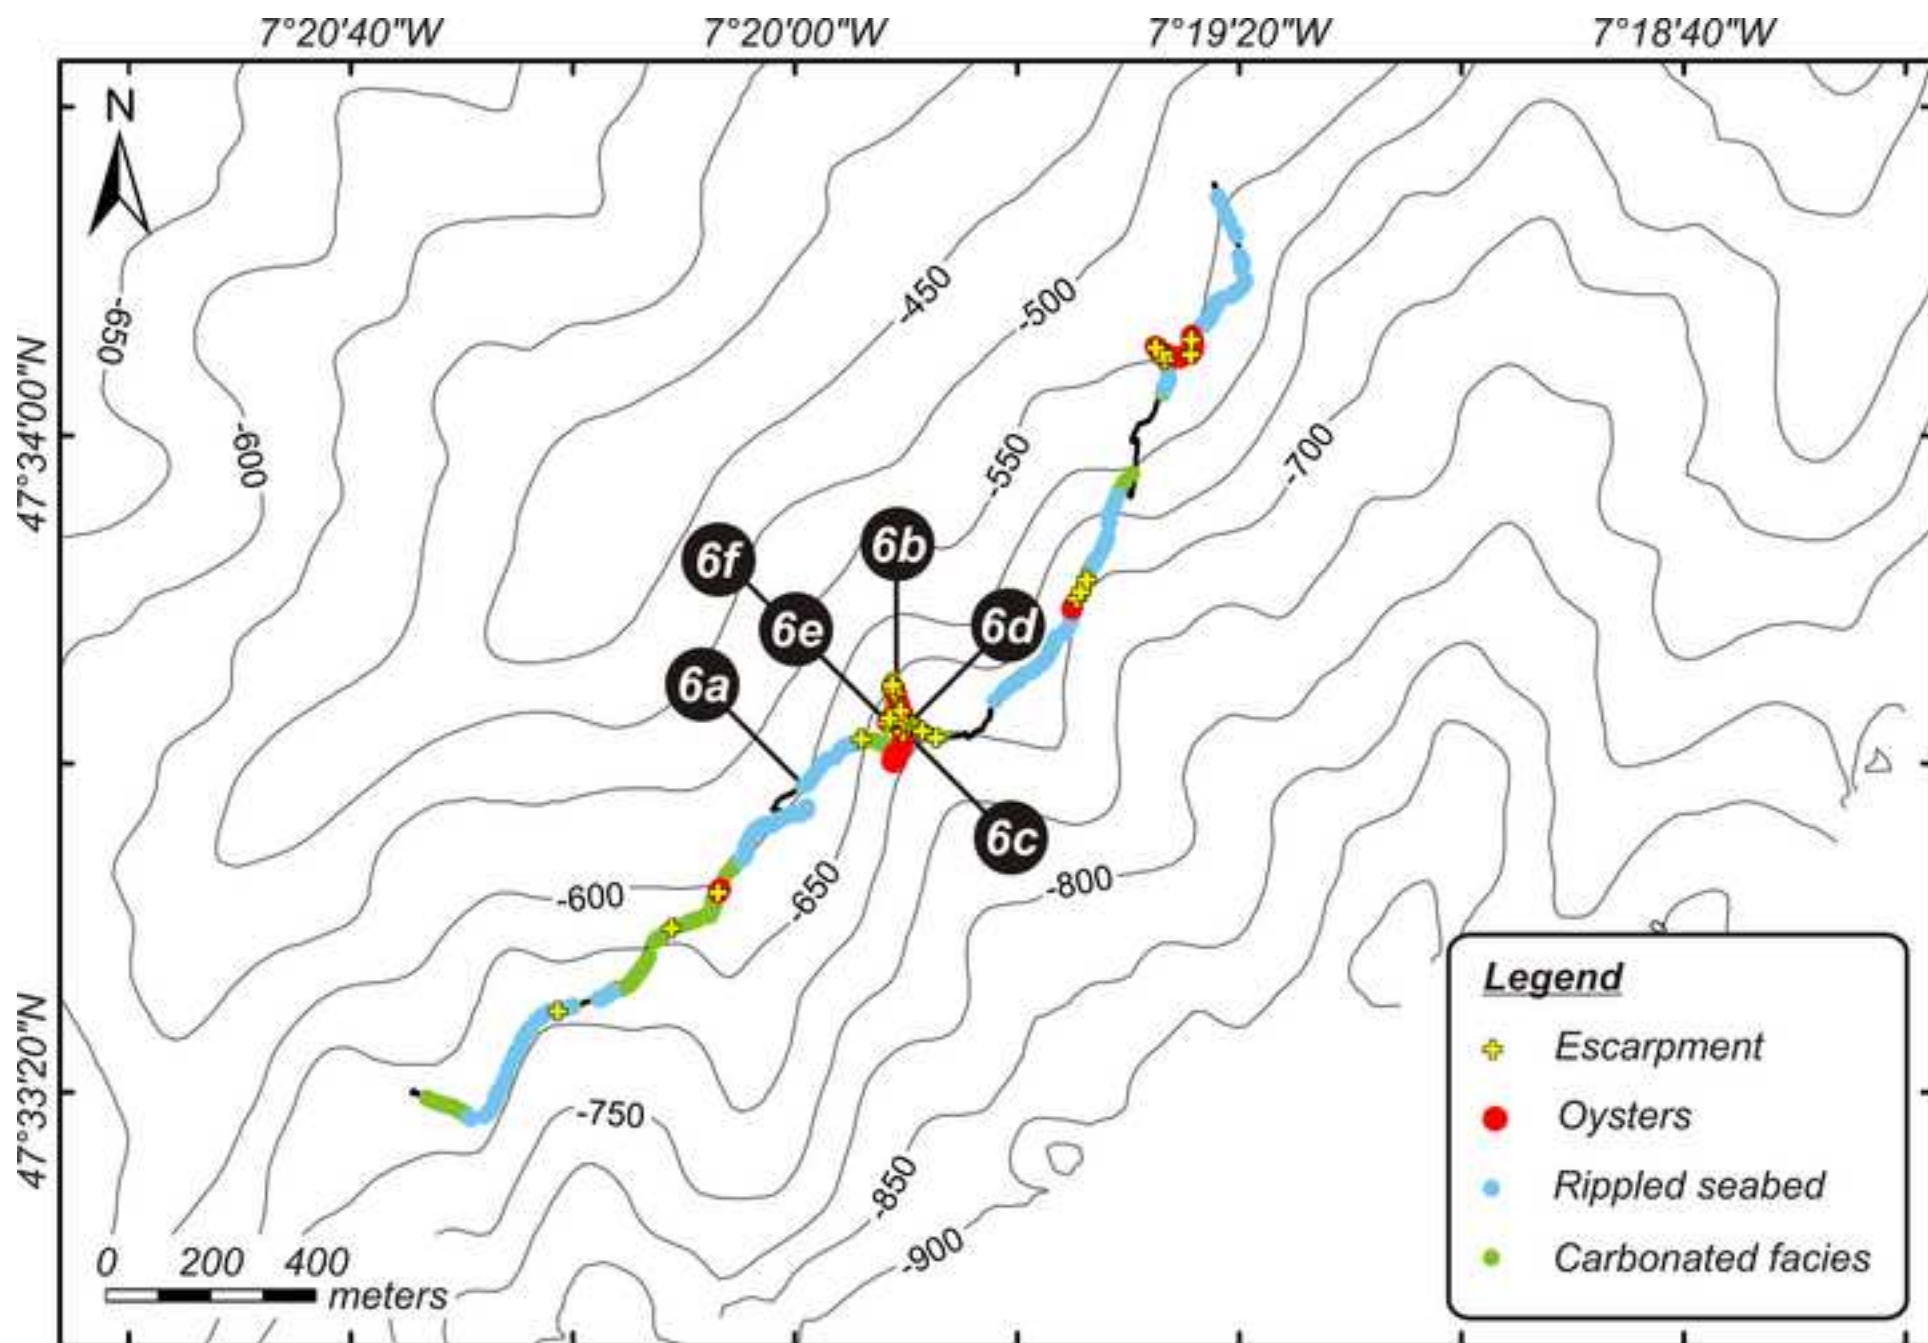 7°20'40"W 7°20'00"W 7°19'20"W 7°18'40"W
N
-450
-500
-650
47°34'00"N
-600
-550
-700
6b
6f
6d
6e
6a
6c
-800
-600
-650
Legend
Escarpment
47°33'20"N
-750
Oysters
-850
Rippled seabed
-900
Carbonated facies
0 200 400
meters